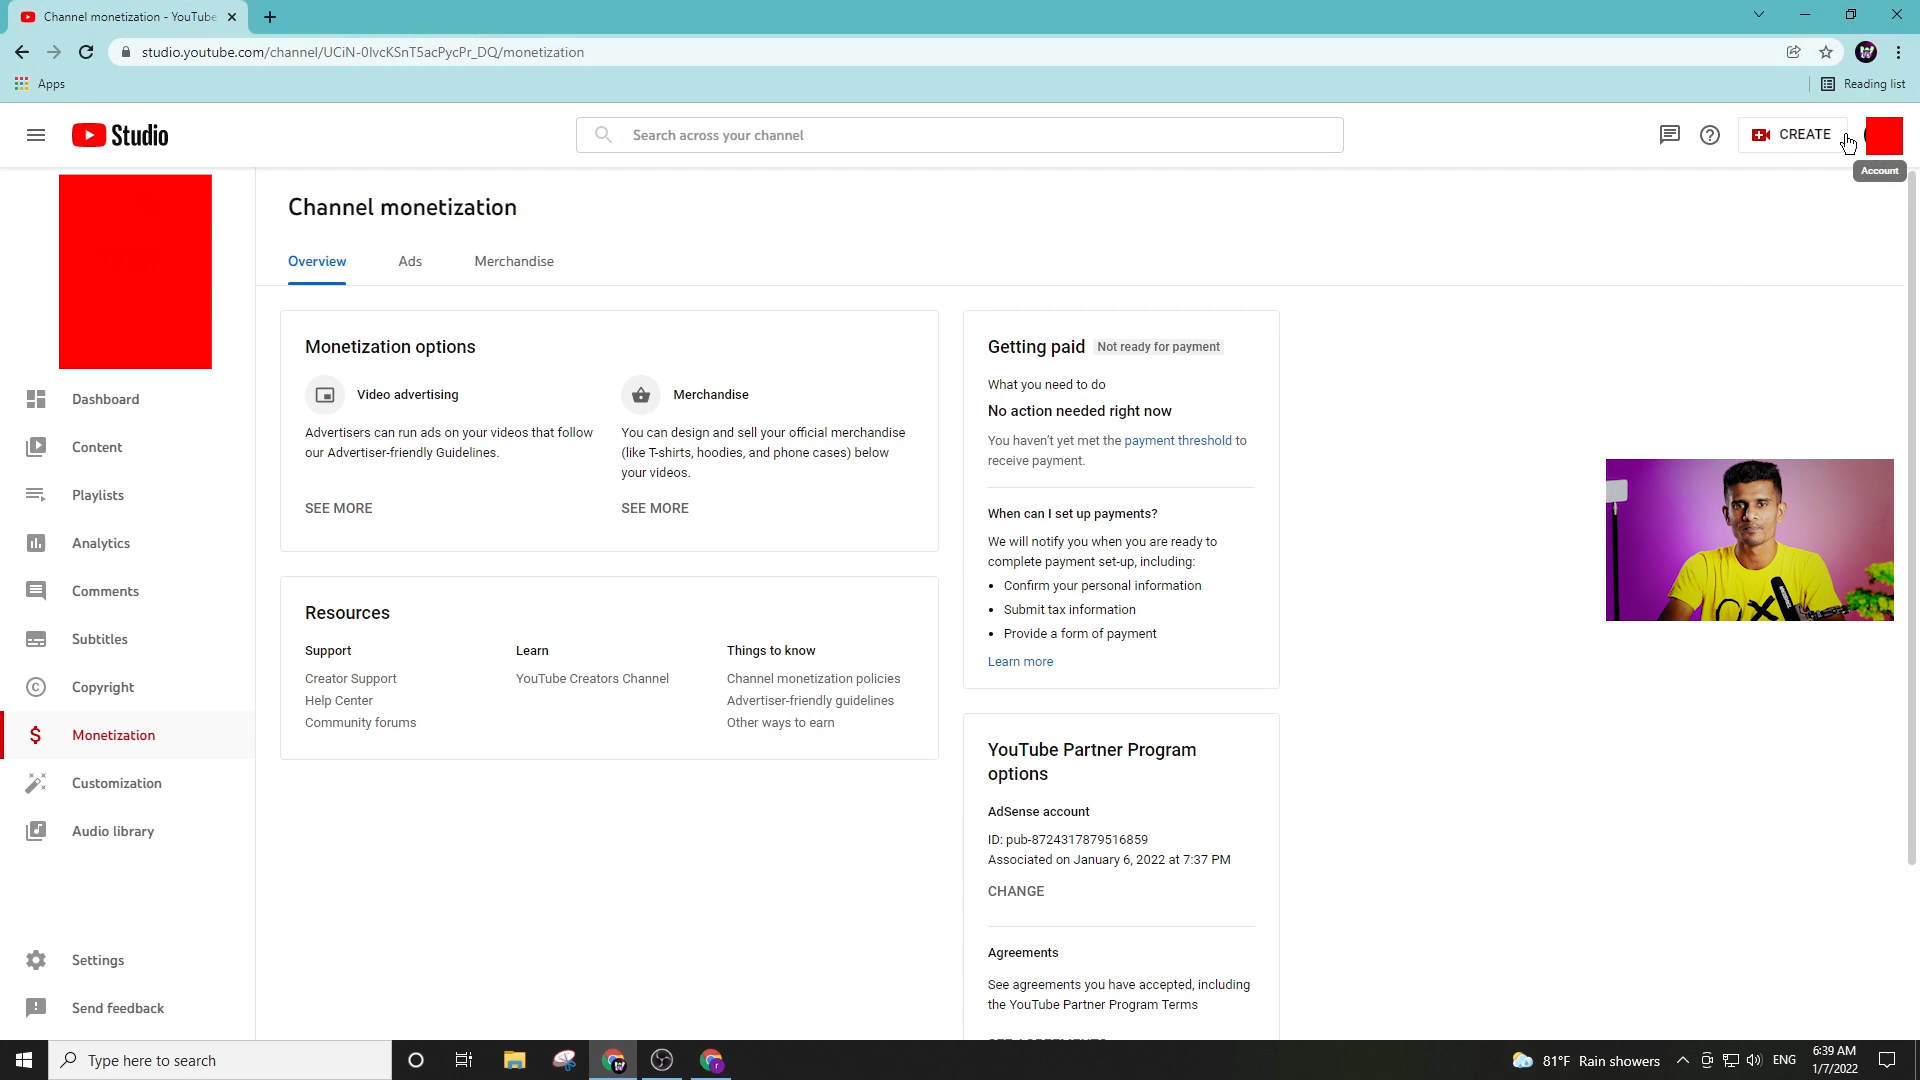 Channel monetization - YouTube
studio.youtube.com/channel/UCiN-0lvcKSnT5acPycPr_DQ/monetization
Apps
Reading list
Studio
Search across your channel
CREATE
Account
Channel monetization
Overview
Ads
Merchandise
Dashboard
Content
Playlists
Analytics
Comments
Subtitles
Copyright
Monetization
Customization
Audio library
Settings
Send feedback
Monetization options
Video advertising
Advertisers can run ads on your videos that follow
our Advertiser-friendly Guidelines.
SEE MORE
Merchandise
You can design and sell your official merchandise
(like T-shirts, hoodies, and phone cases) below
your videos.
SEE MORE
Resources
Support
Creator Support
Help Center
Community forums
Learn
YouTube Creators Channel
Things to know
Channel monetization policies
Advertiser-friendly guidelines
Other ways to earn
Getting paid Not ready for payment
What you need to do
No action needed right now
You haven't yet met the payment threshold to
receive payment.
When can I set up payments?
We will notify you when you are ready to
complete payment set-up, including:
• Confirm your personal information
• Submit tax information
• Provide a form of payment
Learn more
YouTube Partner Program
options
AdSense account
ID: pub-8724317879516859
Associated on January 6, 2022 at 7:37 PM
CHANGE
Agreements
See agreements you have accepted, including
the YouTube Partner Program Terms
Type here to search
81°F Rain showers
ENG
6:39 AM
1/7/2022